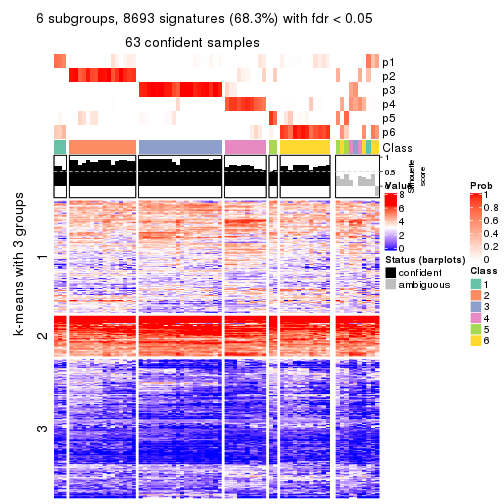 6 subgroups, 8693 signatures (68.3%) with fdr < 0.05
63 confident samples
p1
p2
p3
p4
p5
p6
Class
1
0.5
0
Silhouette
score
k-means with 3 groups
1
2
3
Value
8
6
4
2
0
Status (barplots)
confident
ambiguous
Prob
1
0.8
0.6
0.4
0.2
0
Class
1
2
3
4
5
6